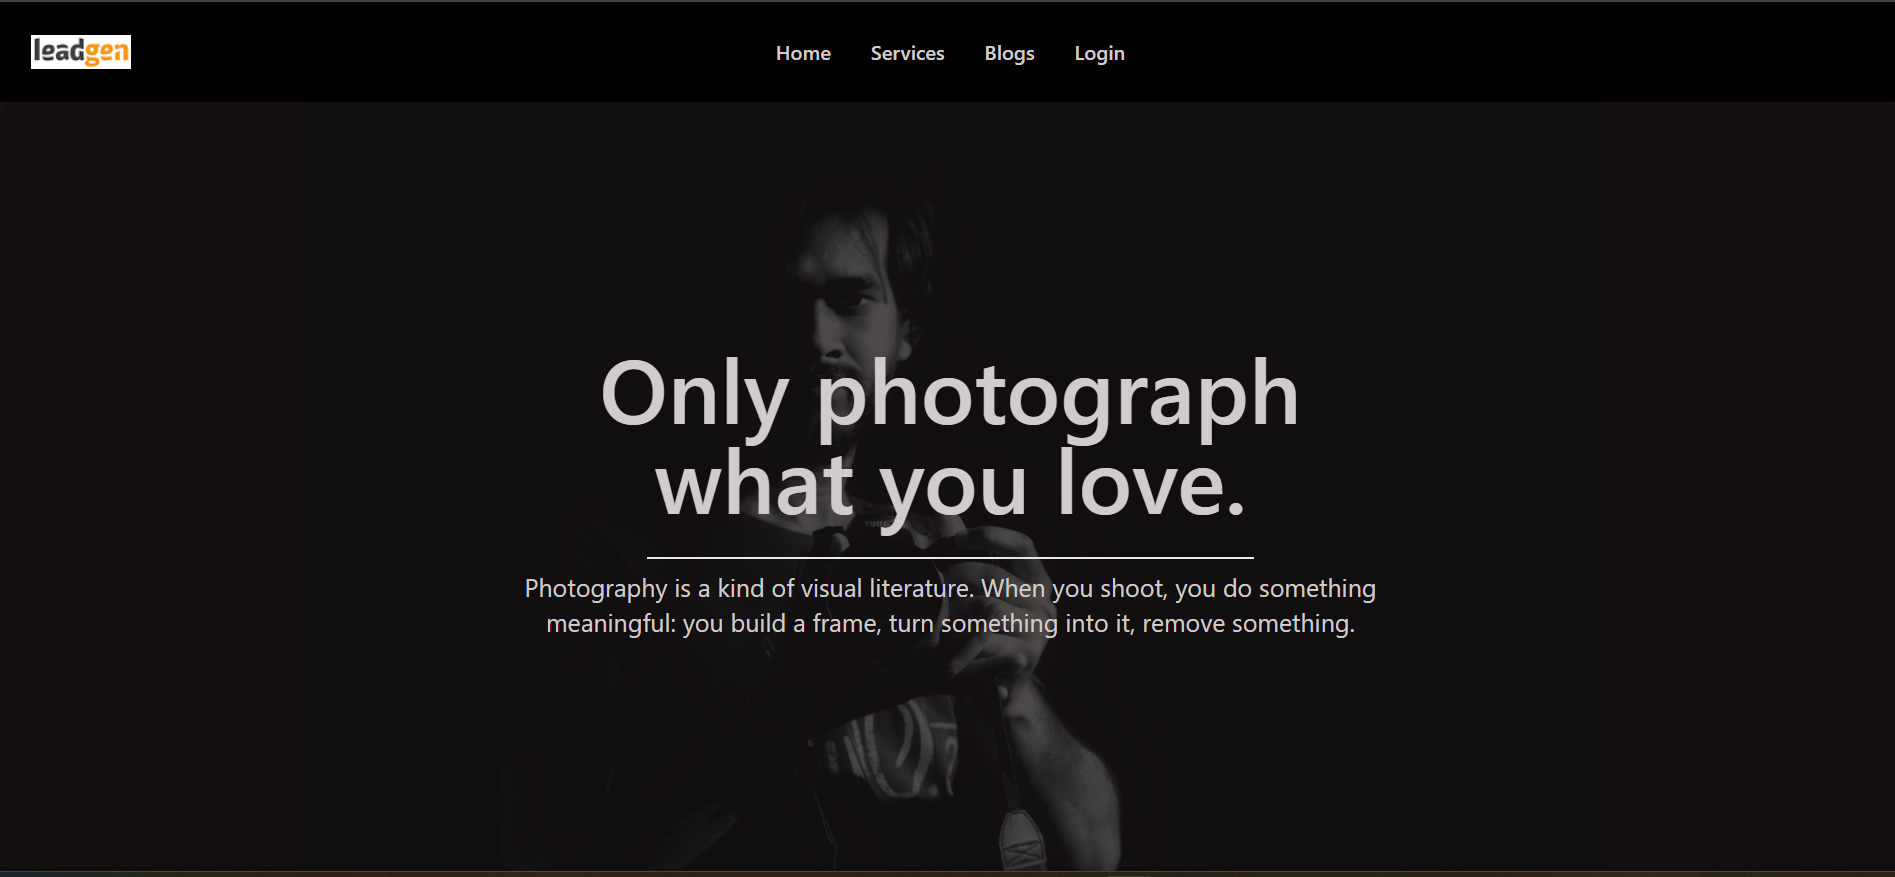 leadgen
Home Services Blogs Login
Only photograph
what you love.
Photography is a kind of visual literature. When you shoot, you do something
meaningful: you build a frame, turn something into it, remove something.